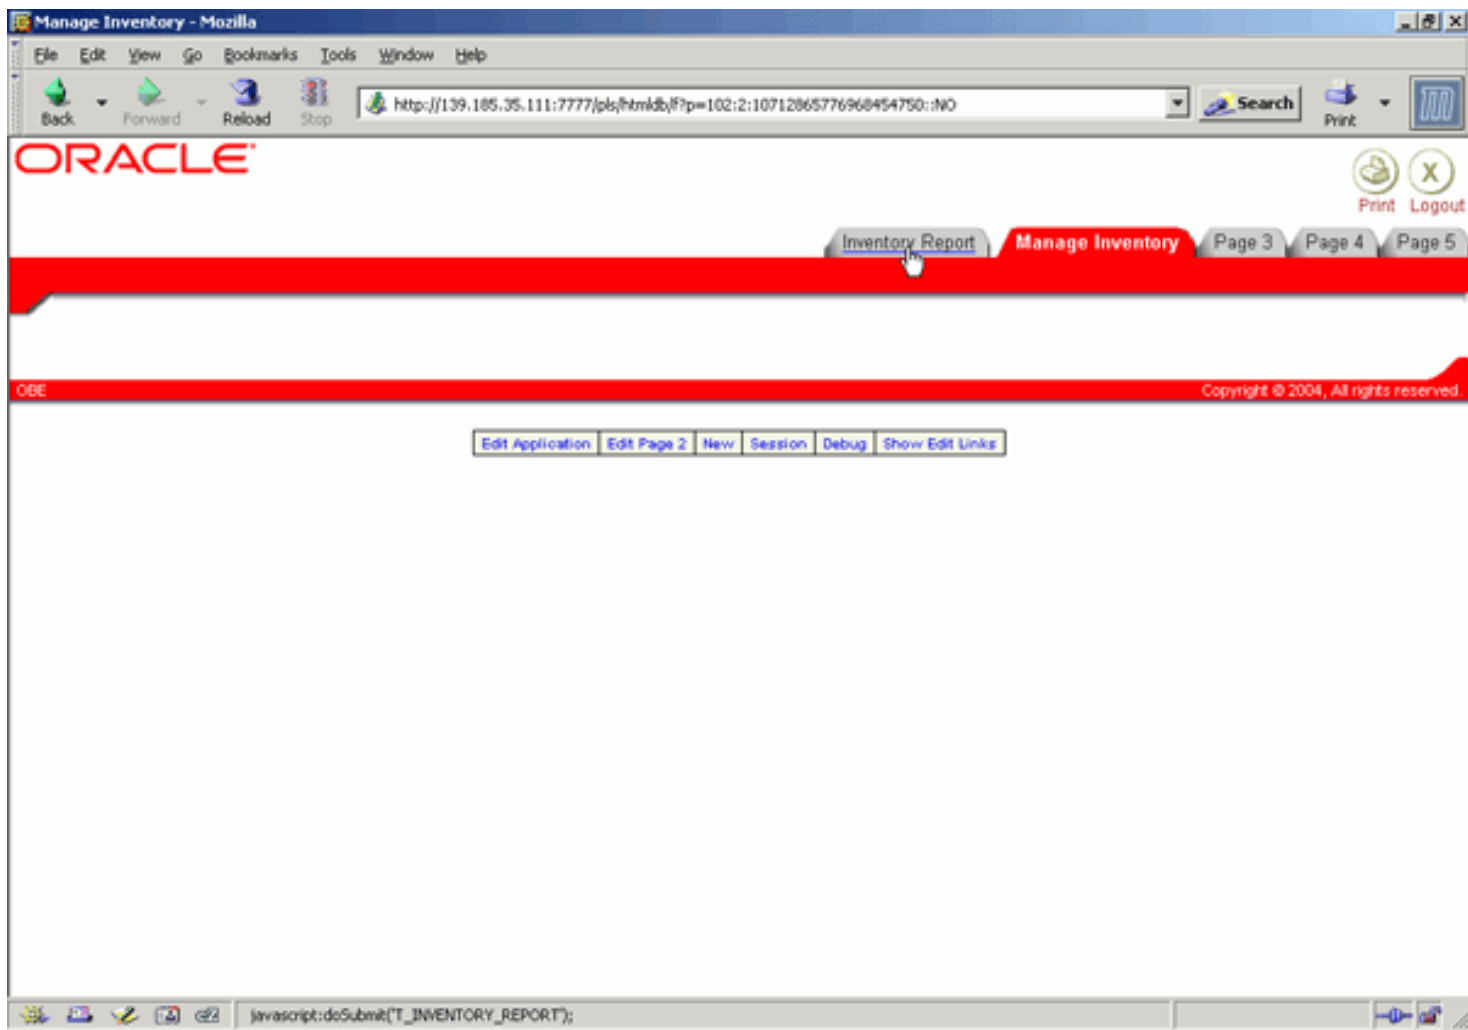 Manage Inventory - Mozilla
File Edit View Go Bookmarks Tools Window Help
Back Forward Reload Stop http://139.185.35.111:7777/pls/htmldb/f?p=102:2:10712865776968454750::NO Search Print
ORACLE
Print Logout
Inventory Report Manage Inventory Page 3 Page 4 Page 5
OBE Copyright © 2004, All rights reserved.
Edit Application Edit Page 2 New Session Debug Show Edit Links
javascript:doSubmit('T_INVENTORY_REPORT');